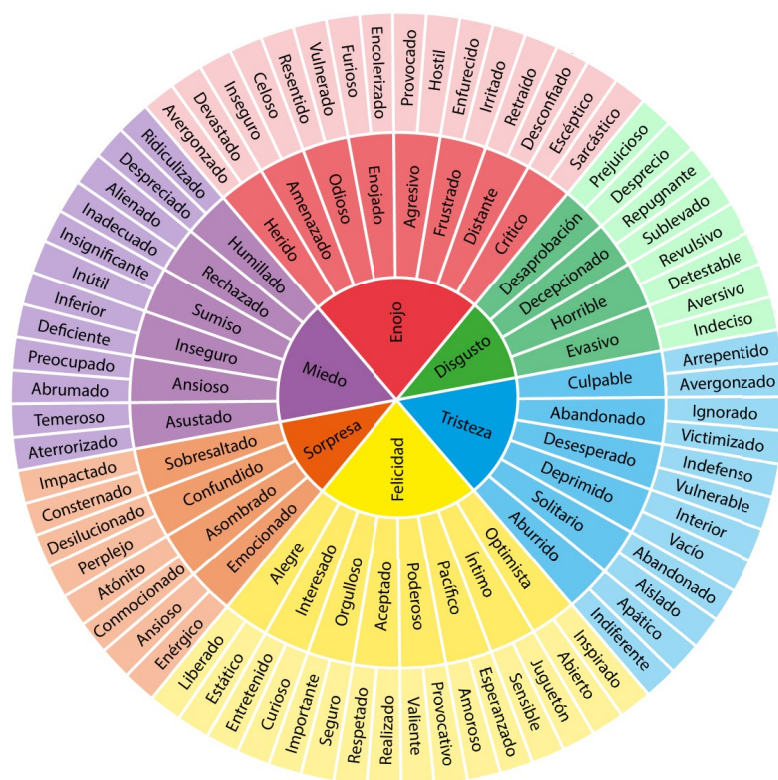 Enojo
Disgusto
Tristeza
Felicidad
Sorpresa
Miedo
Herido
Amenazado
Odioso
Enojado
Agresivo
Frustrado
Distante
Crítico
Desaprobación
Decepcionado
Horrible
Evasivo
Culpable
Abandonado
Desesperado
Deprimido
Solitario
Aburrido
Optimista
Íntimo
Pacífico
Poderoso
Aceptado
Orgulloso
Interesado
Alegre
Emocionado
Asombrado
Confundido
Sobresaltado
Asustado
Ansioso
Inseguro
Sumiso
Rechazado
Humillado
Avergonzado
Devastado
Inseguro
Celoso
Resentido
Vulnerado
Furioso
Encolerizado
Provocado
Hostil
Enfurecido
Irritado
Retraído
Desconfiado
Escéptico
Sarcástico
Prejuicioso
Desprecio
Repugnante
Sublevado
Revulsivo
Detestable
Aversivo
Indeciso
Arrepentido
Avergonzado
Ignorado
Victimizado
Indefenso
Vulnerable
Interior
Vacío
Abandonado
Aislado
Apático
Indiferente
Inspirado
Abierto
Juguetón
Sensible
Esperanzado
Amoroso
Provocativo
Valiente
Realizado
Respetado
Seguro
Importante
Curioso
Entretenido
Estático
Liberado
Enérgico
Ansioso
Conmocionado
Atónito
Perplejo
Desilucionado
Consternado
Impactado
Aterrorizado
Temeroso
Abrumado
Preocupado
Deficiente
Inferior
Inútil
Insignificante
Inadecuado
Alienado
Despreciado
Ridiculizado